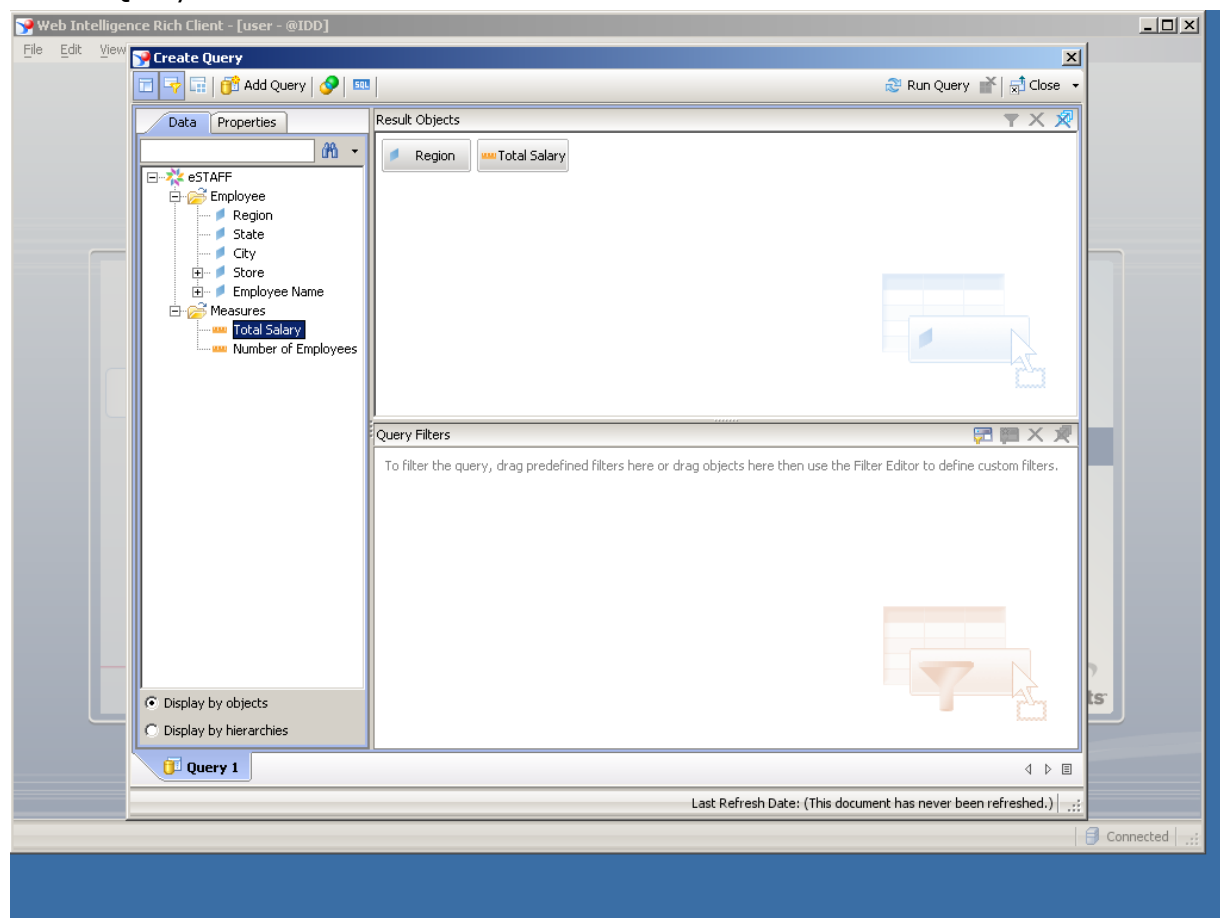 Web Intelligence Rich Client - [user - @IDD]
File Edit View
Create Query
Add Query SQL Run Query Close
Data Properties
Result Objects
Region Total Salary
eSTAFF
Employee
Region
State
City
Store
Employee Name
Measures
Total Salary
Number of Employees
Query Filters
To filter the query, drag predefined filters here or drag objects here then use the Filter Editor to define custom filters.
Display by objects
Display by hierarchies
Query 1
Last Refresh Date: (This document has never been refreshed.)
Connected